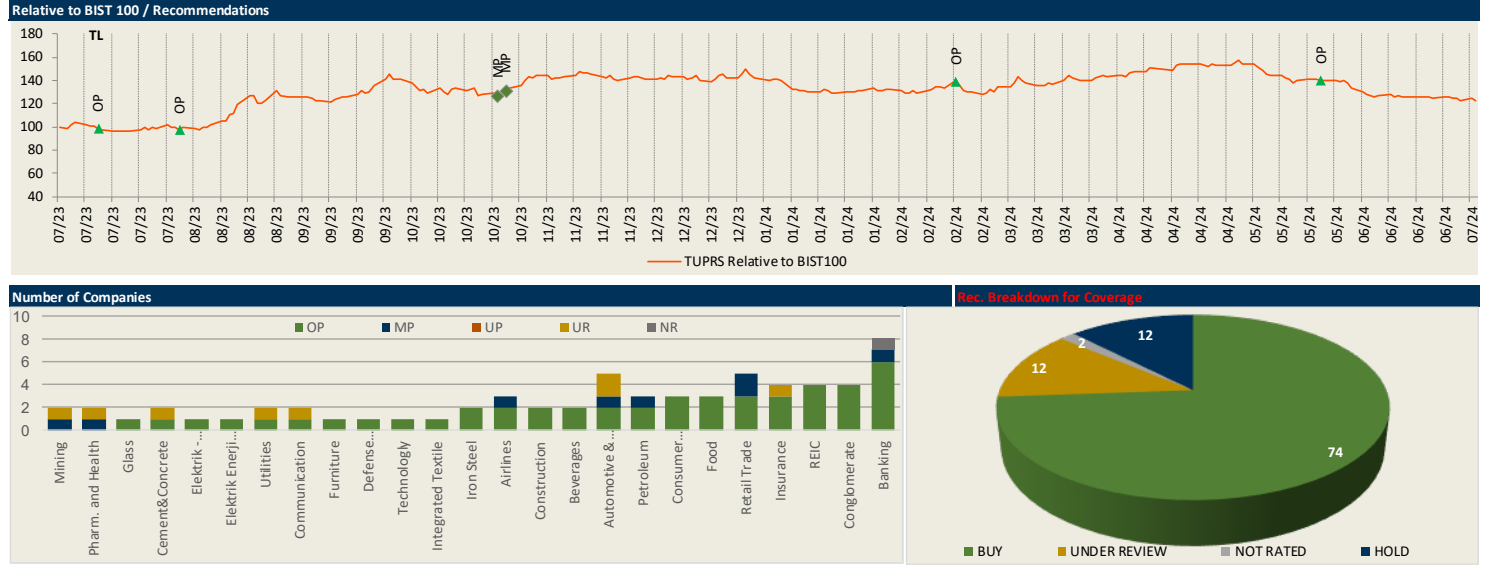 Relative to BIST 100 / Recommendations
180
160
140
120
100
80
60
40
TL
OP
OP
MP
MP
OP
OP
07/23 07/23 07/23 07/23 07/23 08/23 08/23 08/23 08/23 09/23 09/23 09/23 09/23 10/23 10/23 10/23 10/23 10/23 11/23 11/23 11/23 11/23 12/23 12/23 12/23 12/23 01/24 01/24 01/24 01/24 01/24 02/24 02/24 02/24 02/24 03/24 03/24 03/24 03/24 04/24 04/24 04/24 04/24 05/24 05/24 05/24 05/24 05/24 06/24 06/24 06/24 06/24 07/24
TUPRS Relative to BIST100
Number of Companies
10
8
6
4
2
0
OP MP UP UR NR
Mining
Pharm. and Health
Glass
Cement&Concrete
Elektrik -...
Elektrik Enerji...
Utilities
Communication
Furniture
Defense...
Technology
Integrated Textile
Iron Steel
Airlines
Construction
Beverages
Automotive &...
Petroleum
Consumer...
Food
Retail Trade
Insurance
REIC
Conglomerate
Banking
Rec. Breakdown for Coverage
12
2
12
74
BUY UNDER REVIEW NOT RATED HOLD